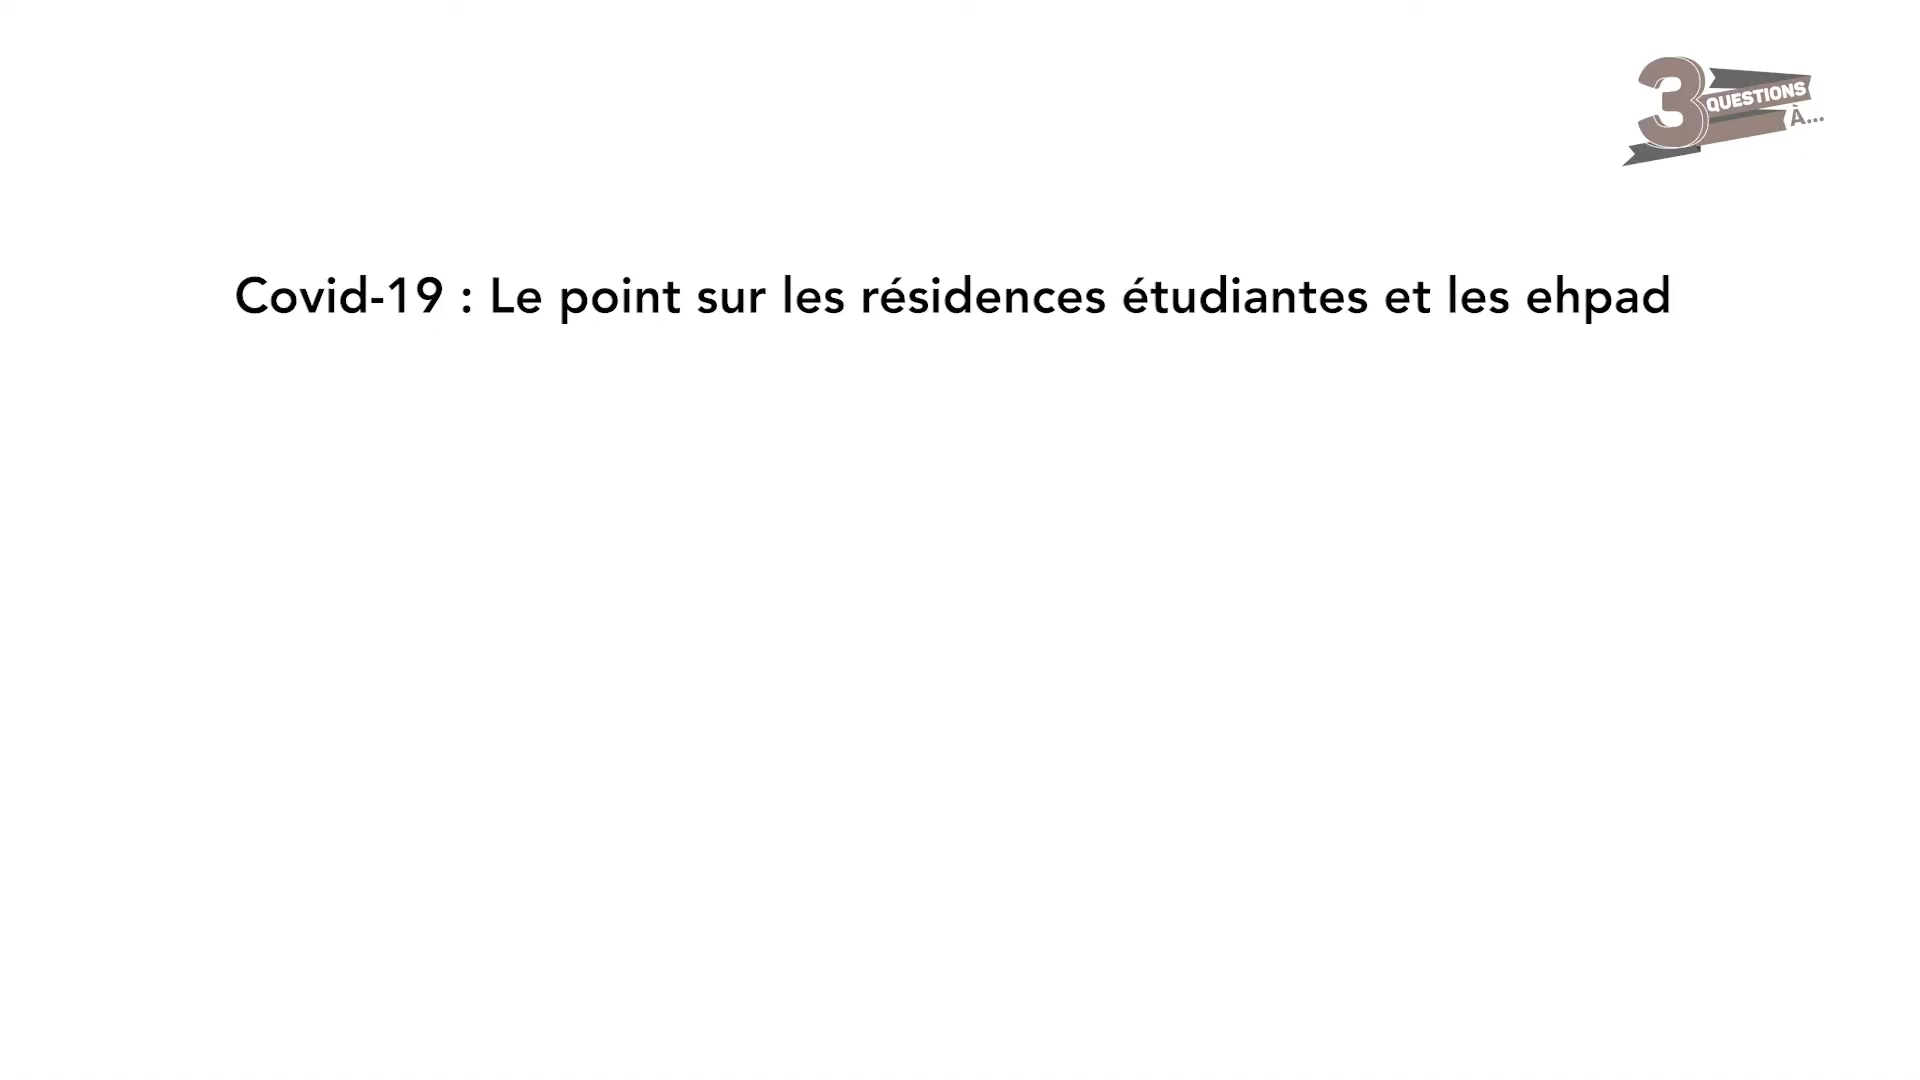 3
QUESTIONS
À...
Covid-19 : Le point sur les résidences étudiantes et les ehpad